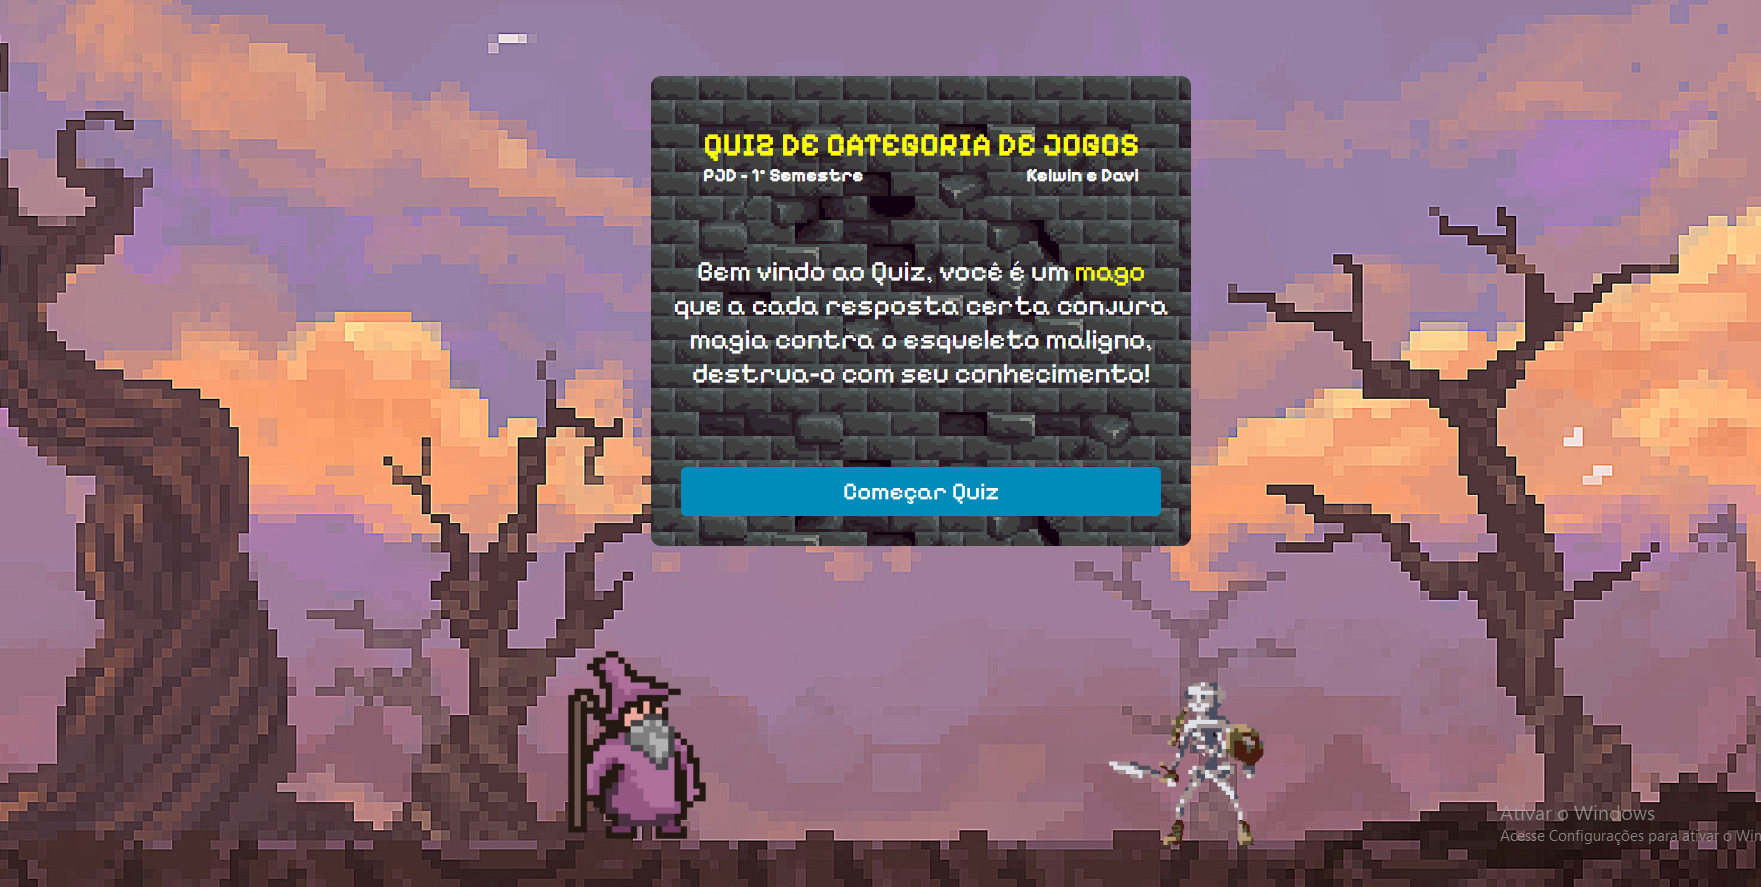 QUIZ DE CATEGORIA DE JOGOS
PJD - 1° Semestre
Kelwin e Davi
Bem vindo ao Quiz, você é um mago
que a cada resposta certa conjura
magia contra o esqueleto maligno,
destrua-o com seu conhecimento!
Começar Quiz
Ativar o Windows
Acesse Configurações para ativar o Win